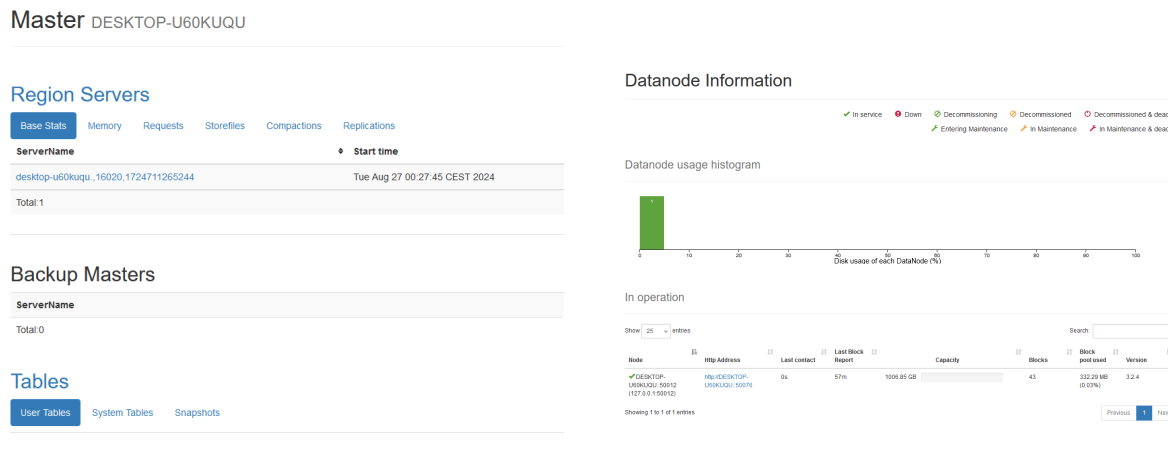 Master DESKTOP-U60KUQU
Region Servers
Base Stats Memory Requests Storefiles Compactions Replications
ServerName Start time
desktop-u60kuqu.,16020,1724711265244 Tue Aug 27 00:27:45 CEST 2024
Total:1
Backup Masters
ServerName
Total:0
Tables
User Tables System Tables Snapshots
Datanode Information
In service Down Decommissioning Decommissioned Decommissioned & dead
Entering Maintenance In Maintenance In Maintenance & dead
Datanode usage histogram
1
0 10 20 30 40 50 60 70 80 90 100
Disk usage of each DataNode (%)
In operation
Show 25 entries Search:
Node Http Address Last contact Last Block Report Capacity Blocks Block pool used Version
DESKTOP-U60KUQU.:50012 (127.0.0.1:50012) http://DESKTOP-U60KUQU.:50076 0s 57m 1006.85 GB 43 332.29 MB (0.03%) 3.2.4
Showing 1 to 1 of 1 entries
Previous 1